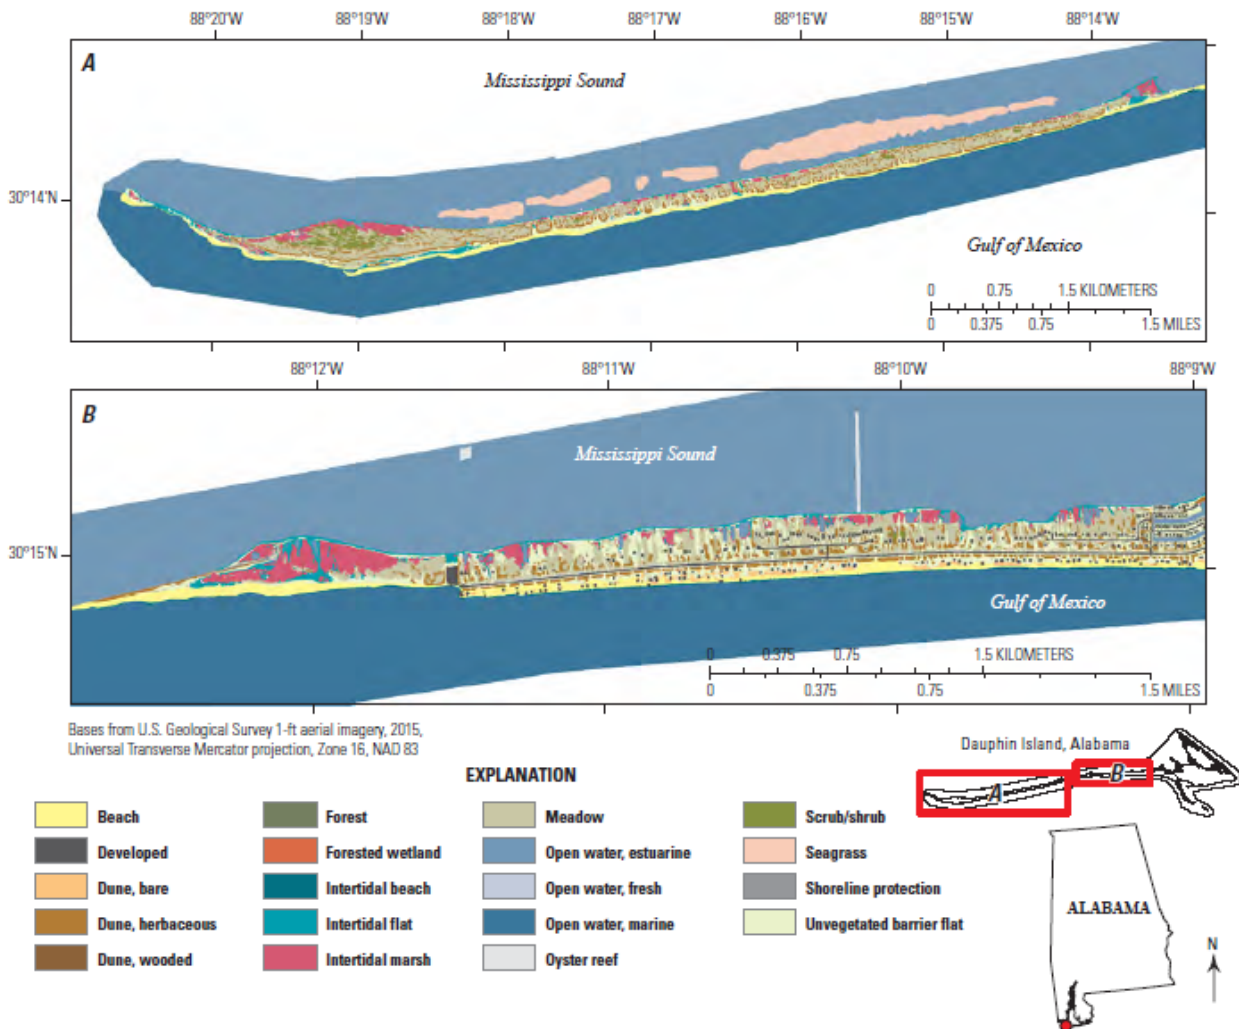 88°20'W 88°19'W 88°18'W 88°17'W 88°16'W 88°15'W 88°14'W
A
Mississippi Sound
30°14'N
Gulf of Mexico
0 0.75 1.5 KILOMETERS
0 0.375 0.75 1.5 MILES
88°12'W 88°11'W 88°10'W 88°9'W
B
Mississippi Sound
30°15'N
Gulf of Mexico
0 0.375 0.75 1.5 KILOMETERS
0 0.375 0.75 1.5 MILES
Bases from U.S. Geological Survey 1-ft aerial imagery, 2015,
Universal Transverse Mercator projection, Zone 16, NAD 83
Dauphin Island, Alabama
A
B
EXPLANATION
Beach
Developed
Dune, bare
Dune, herbaceous
Dune, wooded
Forest
Forested wetland
Intertidal beach
Intertidal flat
Intertidal marsh
Meadow
Open water, estuarine
Open water, fresh
Open water, marine
Oyster reef
Scrub/shrub
Seagrass
Shoreline protection
Unvegetated barrier flat
ALABAMA
N